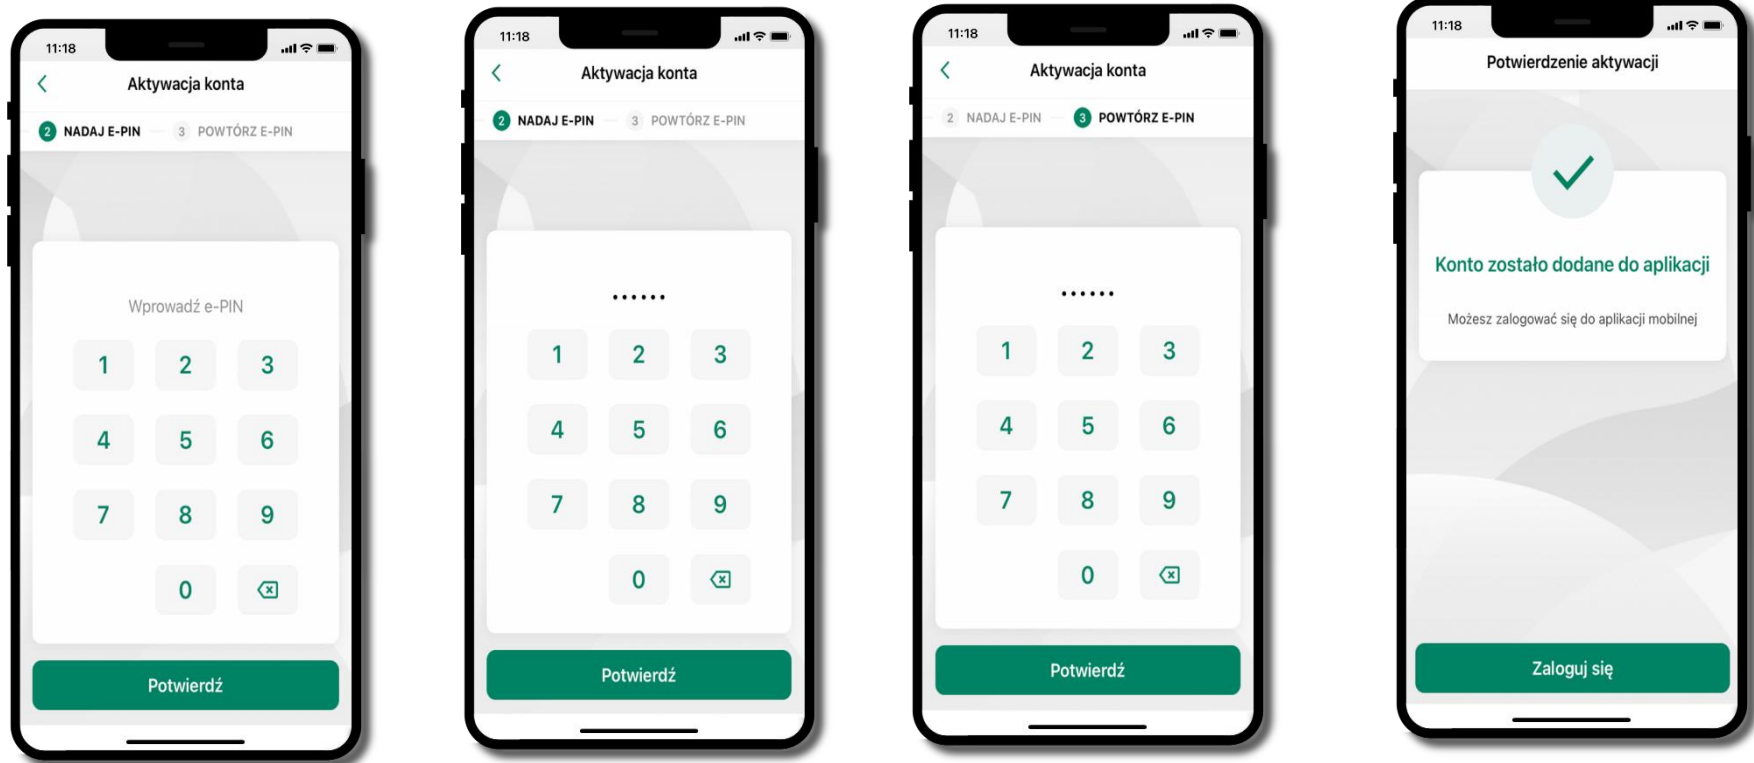 11:18
Aktywacja konta
2 NADAJ E-PIN 3 POWTÓRZ E-PIN
Wprowadź e-PIN
1 2 3
4 5 6
7 8 9
0
Potwierdź
11:18
Aktywacja konta
2 NADAJ E-PIN 3 POWTÓRZ E-PIN
......
1 2 3
4 5 6
7 8 9
0
Potwierdź
11:18
Aktywacja konta
2 NADAJ E-PIN 3 POWTÓRZ E-PIN
......
1 2 3
4 5 6
7 8 9
0
Potwierdź
11:18
Potwierdzenie aktywacji
Konto zostało dodane do aplikacji
Możesz zalogować się do aplikacji mobilnej
Zaloguj się